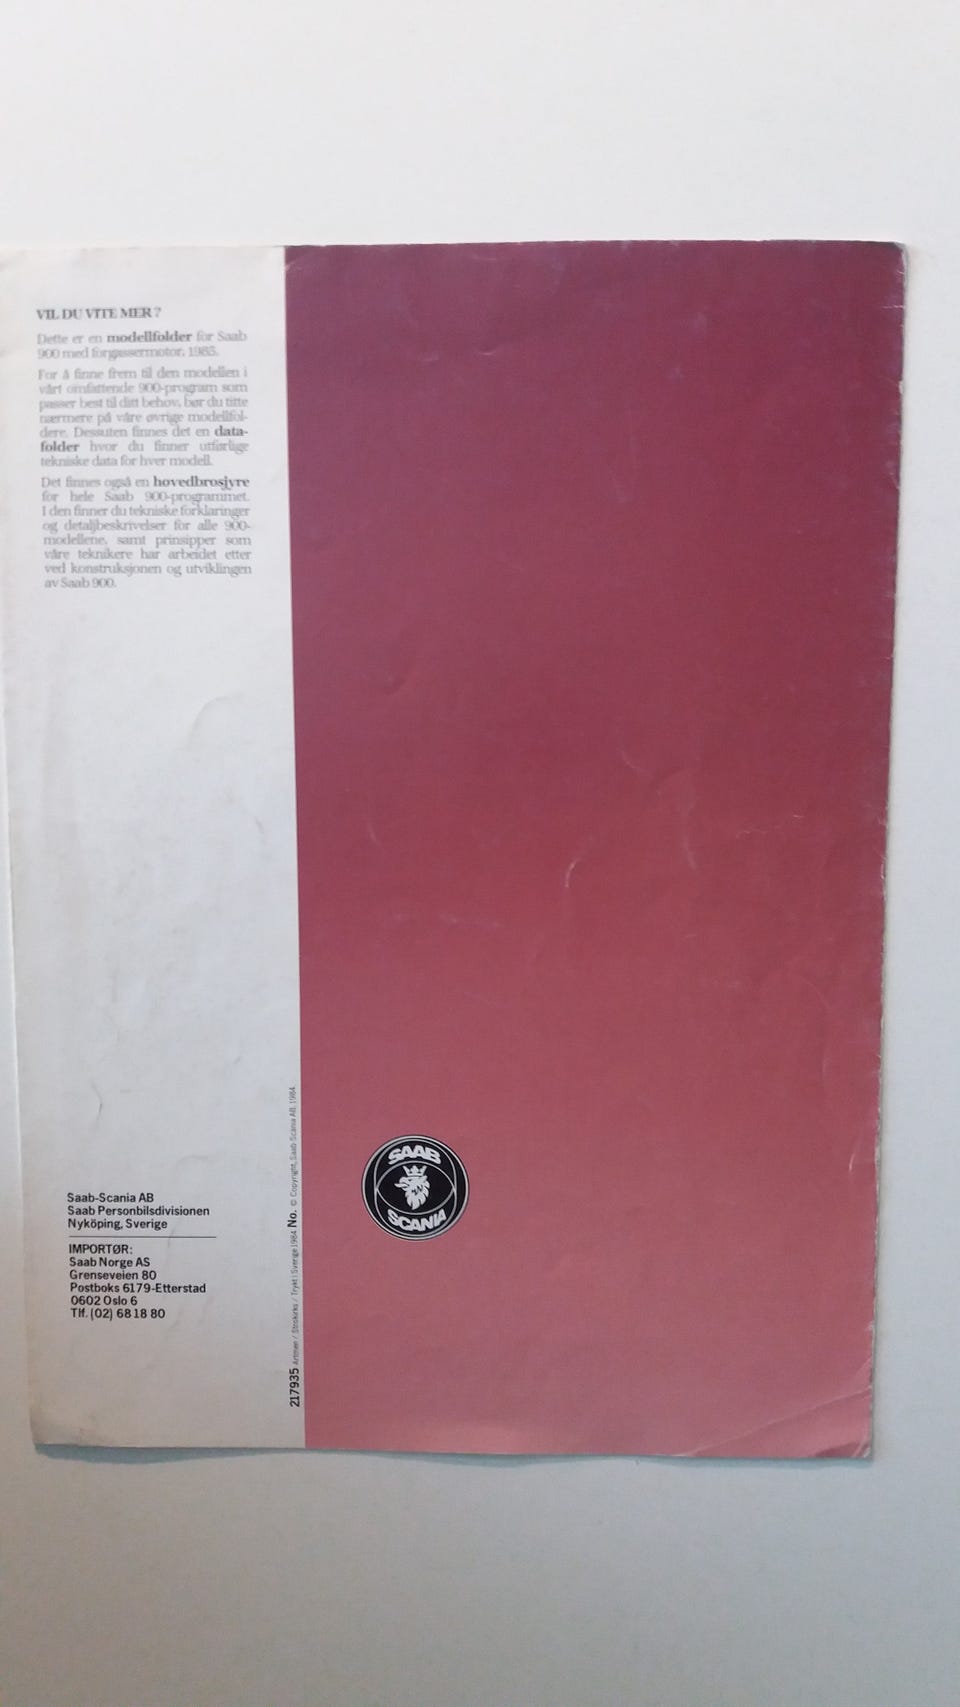 VIL DU VITE MER?
Dette er en modellfolder for Saab
900 med forgassermotor, 1985.
For å finne frem til den modellen i
vårt omfattende 900-program som
passer best til ditt behov, bør du titte
nærmere på våre øvrige modellfol-
dere. Dessuten finnes det en data-
folder hvor du finner utførlige
tekniske data for hver modell.
Det finnes også en hovedbrosjyre
for hele Saab 900-programmet.
I den finner du tekniske forklaringer
og detaljbeskrivelser for alle 900-
modellene, samt prinsipper som
våre teknikere har arbeidet etter
ved konstruksjonen og utviklingen
av Saab 900.
Saab-Scania AB
Saab Personbilsdivisionen
Nyköping, Sverige
IMPORTØR:
Saab Norge AS
Grenseveien 80
Postboks 6179-Etterstad
0602 Oslo 6
Tlf. (02) 68 18 80
217935 Artmen / Strokirks / Tryckt i Sverige 1984 No. © Copyright, Saab-Scania AB, 1984.
SAAB
SCANIA